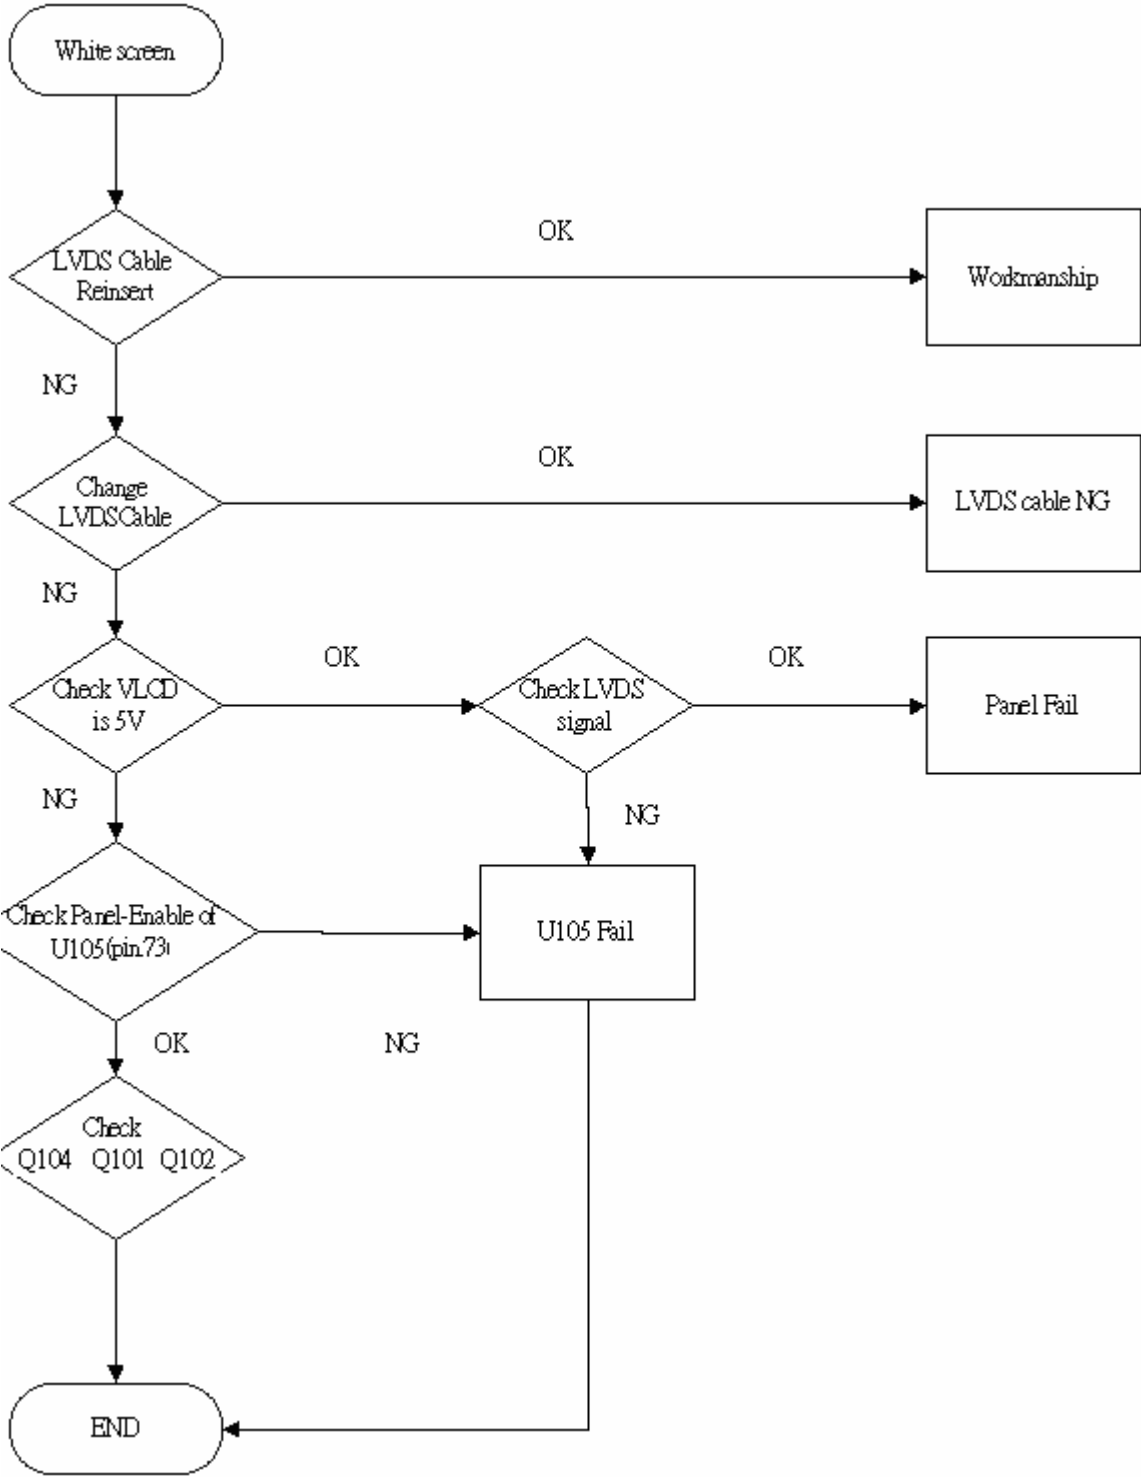 White screen
OK
LVDS Cable
Reinsert
Workmanship
NG
OK
Change
LVDSCable
LVDS cable NG
NG
OK
OK
Check VLCD
is 5V
Check LVDS
signal
Panel Fail
NG
NG
Check Panel-Enable of
U105(pin.73)
U105 Fail
OK
NG
Check
Q104 Q101 Q102
END